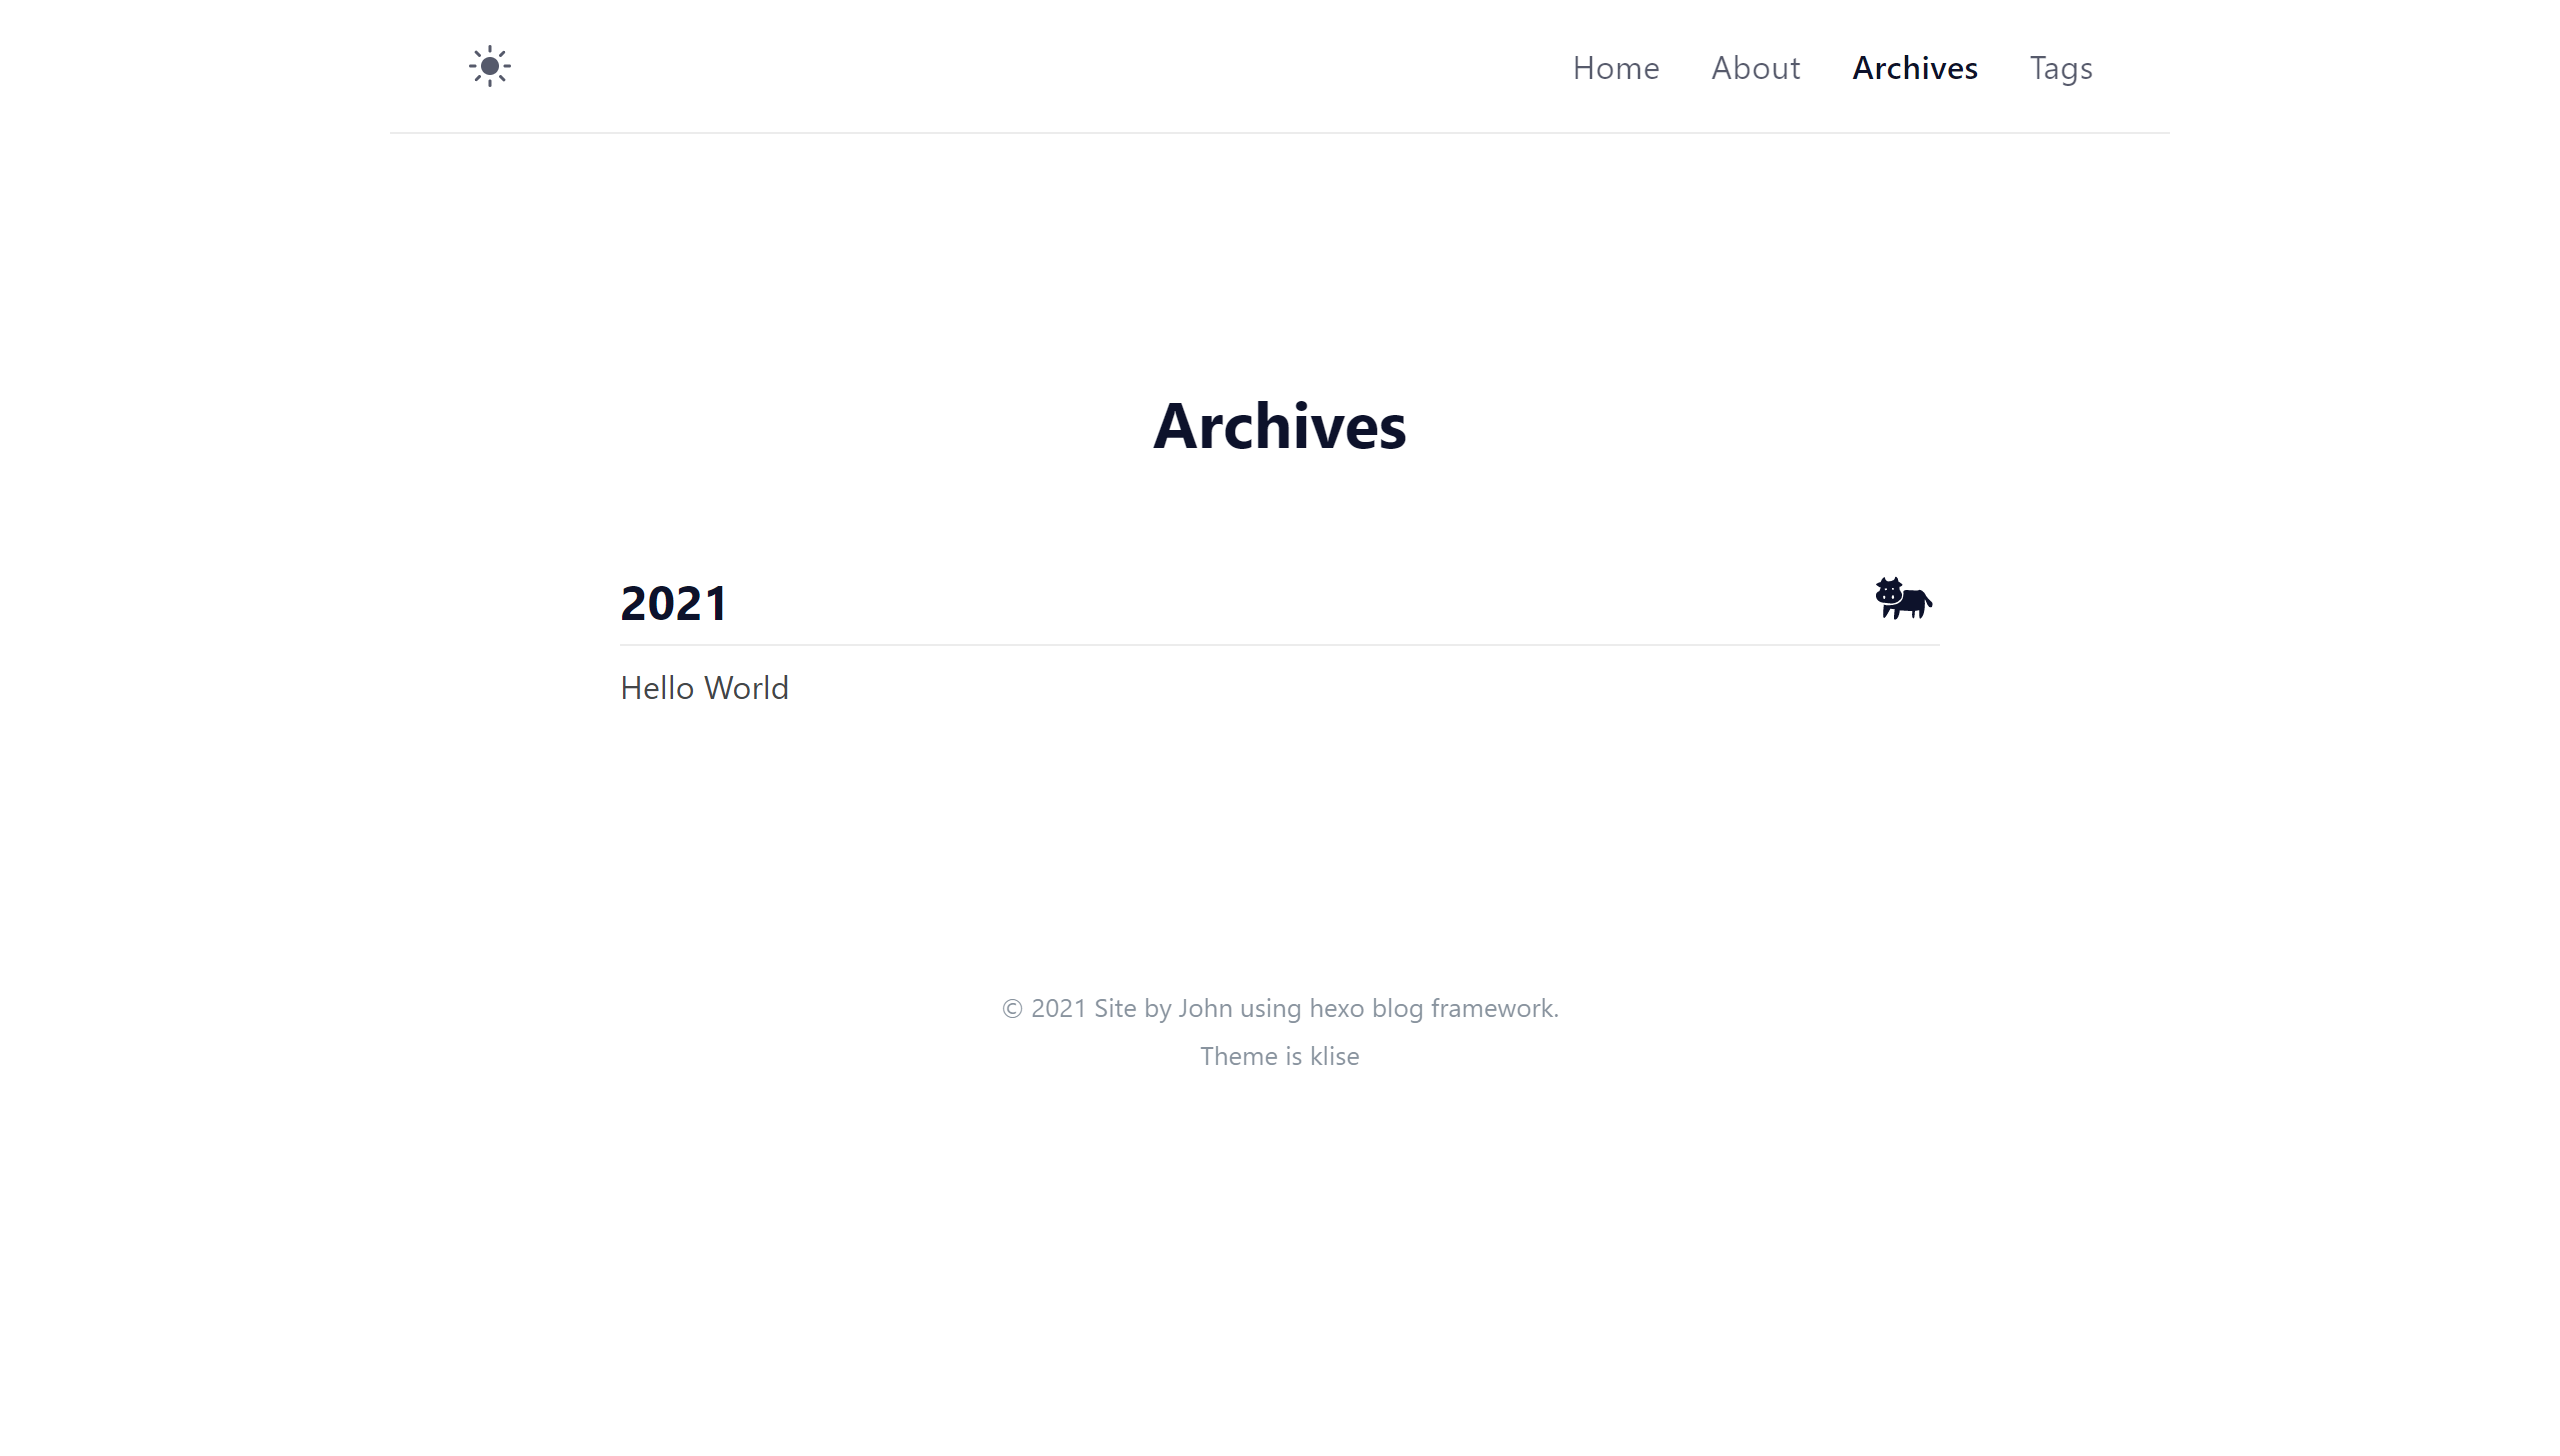 Home About Archives Tags
Archives
2021
Hello World
© 2021 Site by John using hexo blog framework.
Theme is klise